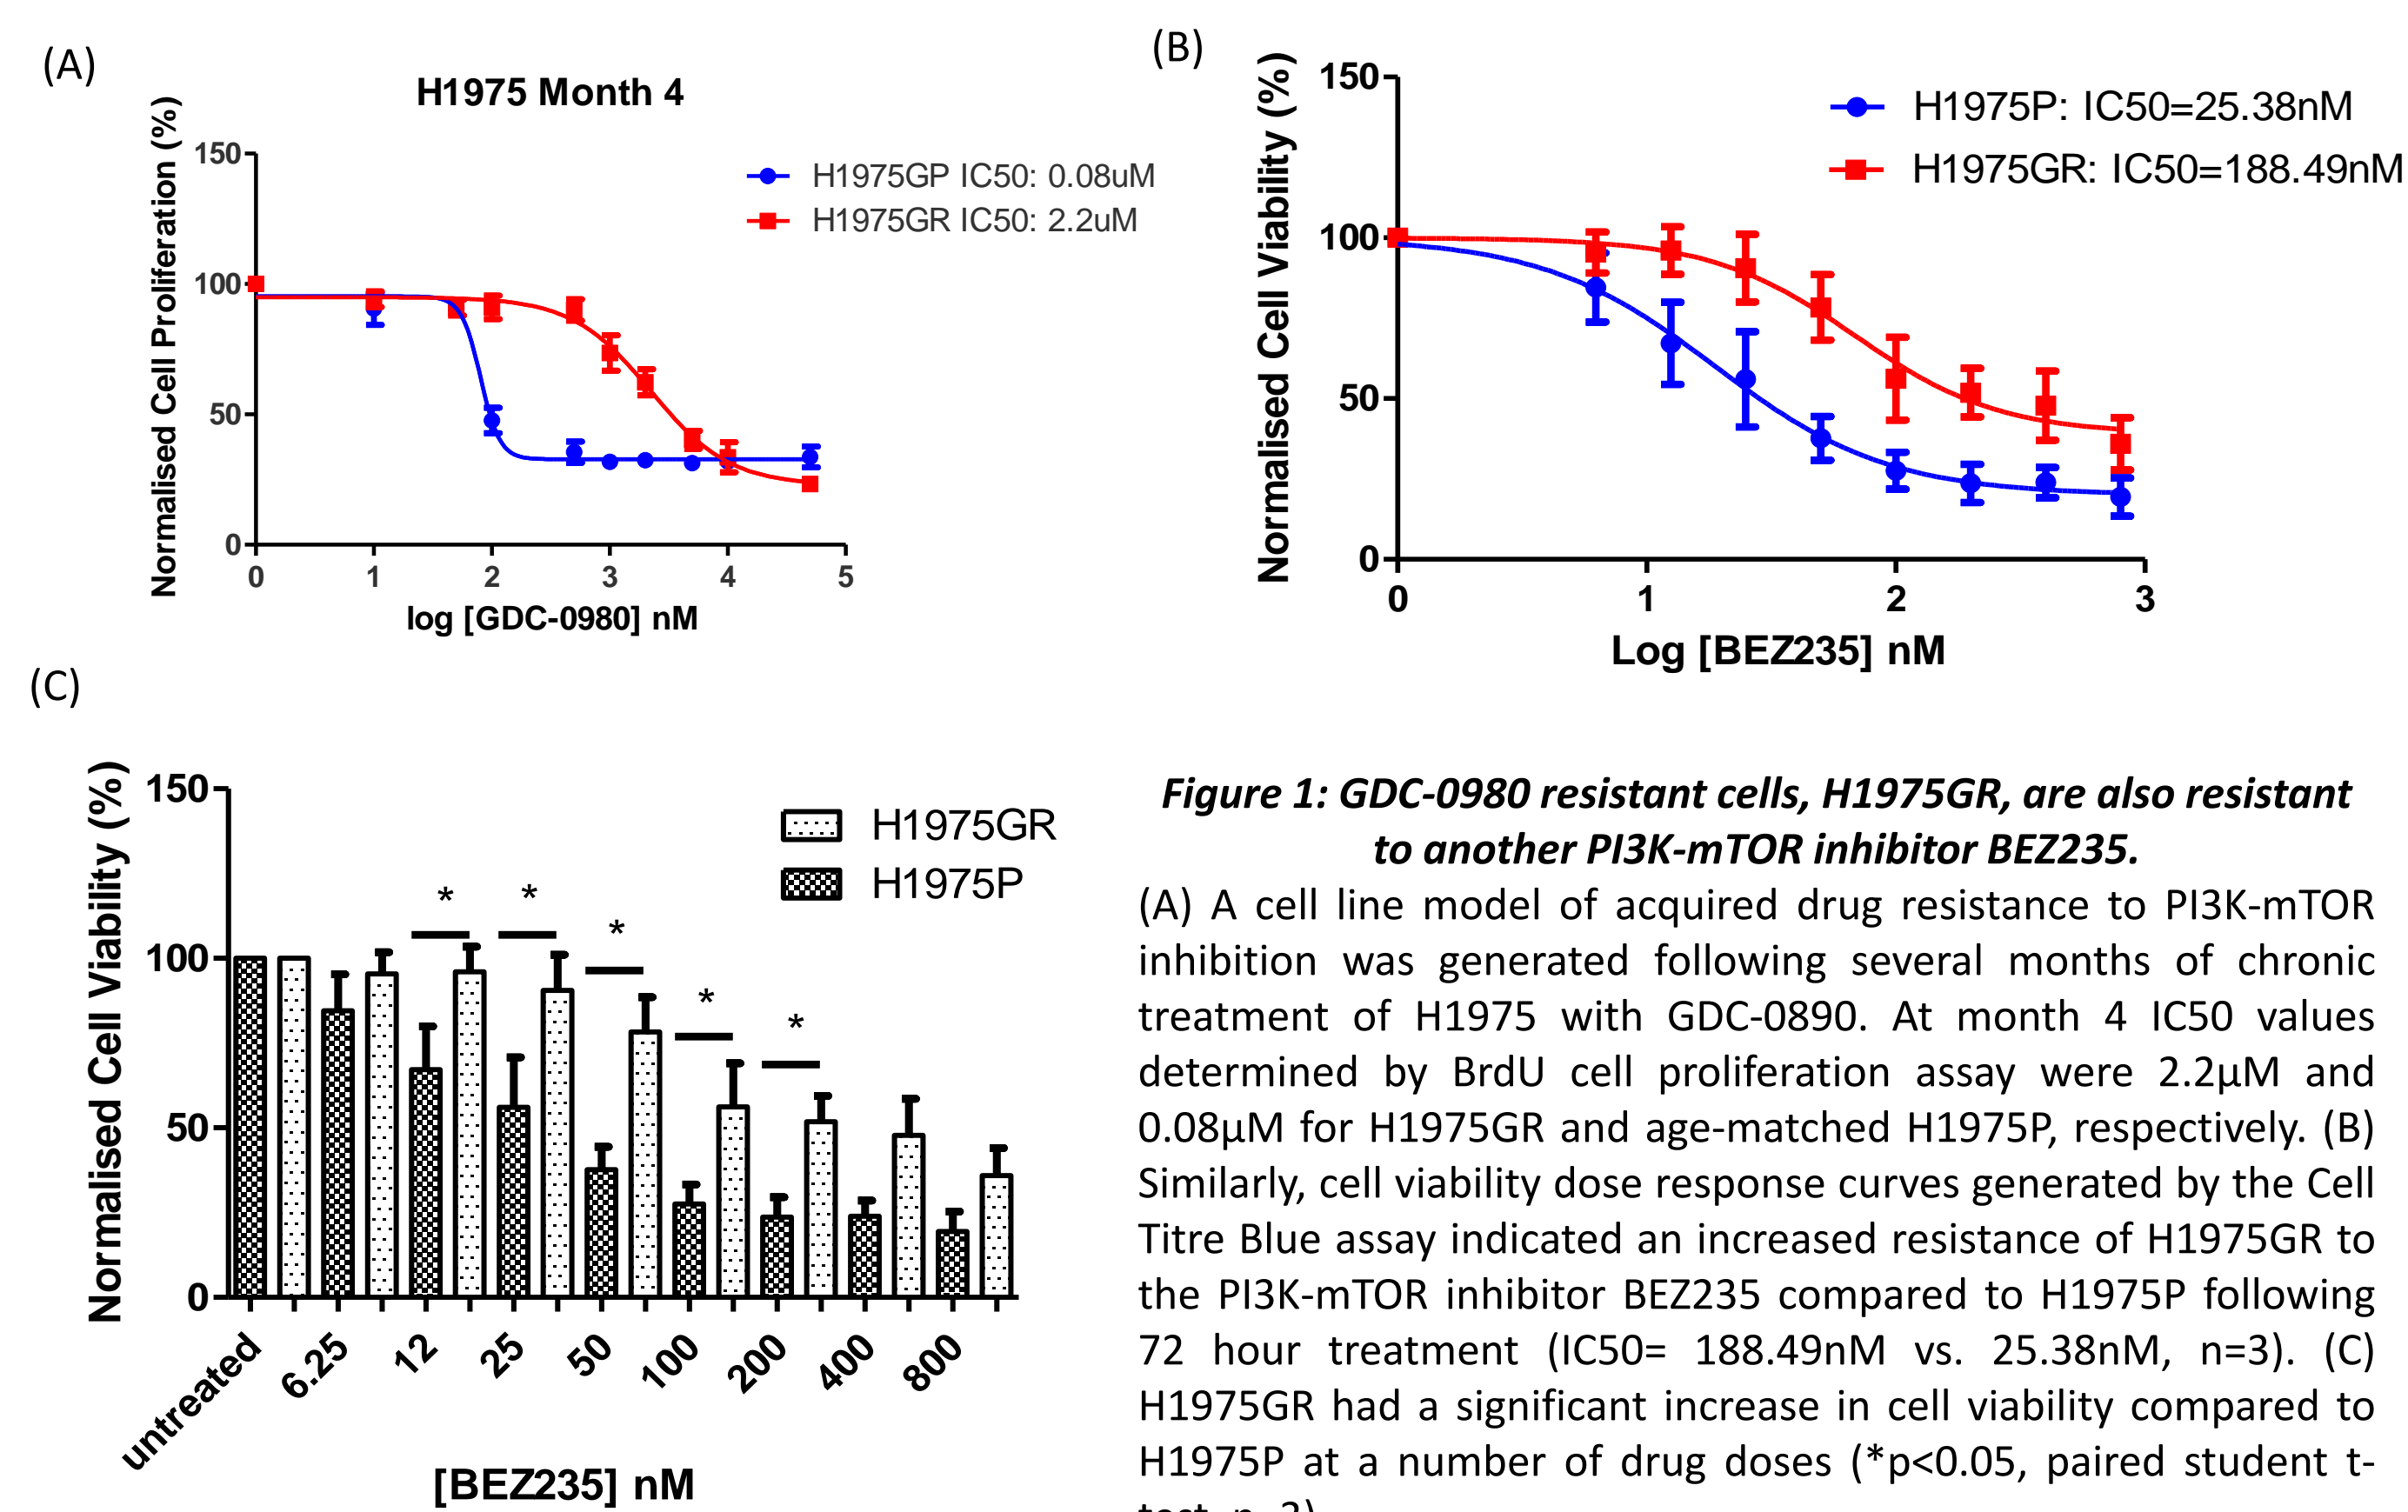 (A)
H1975 Month 4
Normalised Cell Proliferation (%)
150
100
50
0
0 1 2 3 4 5
log [GDC-0980] nM
H1975GP IC50: 0.08uM
H1975GR IC50: 2.2uM
(B)
Normalised Cell Viability (%)
150
100
50
0
0 1 2 3
Log [BEZ235] nM
H1975P: IC50=25.38nM
H1975GR: IC50=188.49nM
(C)
Normalised Cell Viability (%)
150
100
50
0
H1975GR
H1975P
* * * * *
untreated 6.25 12 25 50 100 200 400 800
[BEZ235] nM
Figure 1: GDC-0980 resistant cells, H1975GR, are also resistant
to another PI3K-mTOR inhibitor BEZ235.
(A) A cell line model of acquired drug resistance to PI3K-mTOR
inhibition was generated following several months of chronic
treatment of H1975 with GDC-0890. At month 4 IC50 values
determined by BrdU cell proliferation assay were 2.2µM and
0.08µM for H1975GR and age-matched H1975P, respectively. (B)
Similarly, cell viability dose response curves generated by the Cell
Titre Blue assay indicated an increased resistance of H1975GR to
the PI3K-mTOR inhibitor BEZ235 compared to H1975P following
72 hour treatment (IC50= 188.49nM vs. 25.38nM, n=3). (C)
H1975GR had a significant increase in cell viability compared to
H1975P at a number of drug doses (*p<0.05, paired student t-